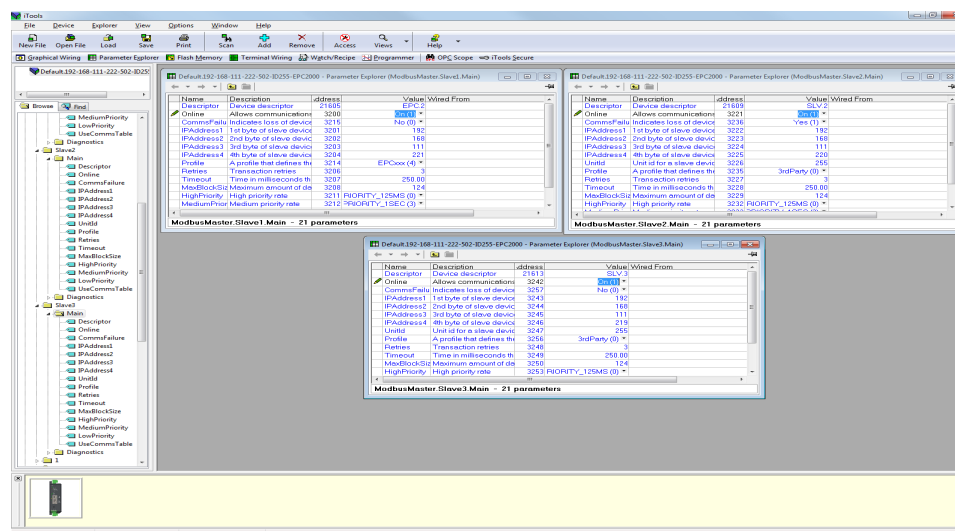 iTools
File Device Explorer View Options Window Help
New File Open File Load Save Print Scan Add Remove Access Views Help
Graphical Wiring Parameter Explorer Flash Memory Terminal Wiring Watch/Recipe Programmer OPC Scope iTools Secure
Default.192-168-111-222-502-ID255
Browse Find
MediumPriority
LowPriority
UseCommsTable
Diagnostics
Slave2
Main
Descriptor
Online
CommsFailure
IPAddress1
IPAddress2
IPAddress3
IPAddress4
UnitId
Profile
Retries
Timeout
MaxBlockSize
HighPriority
MediumPriority
LowPriority
UseCommsTable
Diagnostics
Slave3
Main
Descriptor
Online
CommsFailure
IPAddress1
IPAddress2
IPAddress3
IPAddress4
UnitId
Profile
Retries
Timeout
MaxBlockSize
HighPriority
MediumPriority
LowPriority
UseCommsTable
Diagnostics
1
Default.192-168-111-222-502-ID255-EPC2000 - Parameter Explorer (ModbusMaster.Slave1.Main)
Name Description ddress Value Wired From
Descriptor Device descriptor 21605 EPC.2
Online Allows communications 3200 On (1)
CommsFailu Indicates loss of device 3215 No (0)
IPAddress1 1st byte of slave device 3201 192
IPAddress2 2nd byte of slave device 3202 168
IPAddress3 3rd byte of slave device 3203 111
IPAddress4 4th byte of slave device 3204 221
Profile A profile that defines the 3214 EPCxx (4)
Retries Transaction retries 3206 3
Timeout Time in milliseconds th 3207 250.00
MaxBlockSiz Maximum amount of da 3208 124
HighPriority High priority rate 3211 RIORITY_125MS (0)
MediumPrior Medium priority rate 3212 PRIORITY_1SEC (3)
ModbusMaster.Slave1.Main - 21 parameters
Default.192-168-111-222-502-ID255-EPC2000 - Parameter Explorer (ModbusMaster.Slave2.Main)
Name Description ddress Value Wired From
Descriptor Device descriptor 21609 SLV.2
Online Allows communications 3221 On (1)
CommsFailu Indicates loss of device 3236 Yes (1)
IPAddress1 1st byte of slave device 3222 192
IPAddress2 2nd byte of slave device 3223 168
IPAddress3 3rd byte of slave device 3224 111
IPAddress4 4th byte of slave device 3225 220
UnitId Unit id for a slave devic 3226 255
Profile A profile that defines the 3235 3rdParty (0)
Retries Transaction retries 3227 3
Timeout Time in milliseconds th 3228 250.00
MaxBlockSiz Maximum amount of da 3229 124
HighPriority High priority rate 3232 RIORITY_125MS (0)
ModbusMaster.Slave2.Main - 21 parameters
Default.192-168-111-222-502-ID255-EPC2000 - Parameter Explorer (ModbusMaster.Slave3.Main)
Name Description ddress Value Wired From
Descriptor Device descriptor 21613 SLV.3
Online Allows communications 3242 On (1)
CommsFailu Indicates loss of device 3257 No (0)
IPAddress1 1st byte of slave device 3243 192
IPAddress2 2nd byte of slave device 3244 168
IPAddress3 3rd byte of slave device 3245 111
IPAddress4 4th byte of slave device 3246 219
UnitId Unit id for a slave devic 3247 255
Profile A profile that defines the 3256 3rdParty (0)
Retries Transaction retries 3248 3
Timeout Time in milliseconds th 3249 250.00
MaxBlockSiz Maximum amount of da 3250 124
HighPriority High priority rate 3253 RIORITY_125MS (0)
ModbusMaster.Slave3.Main - 21 parameters